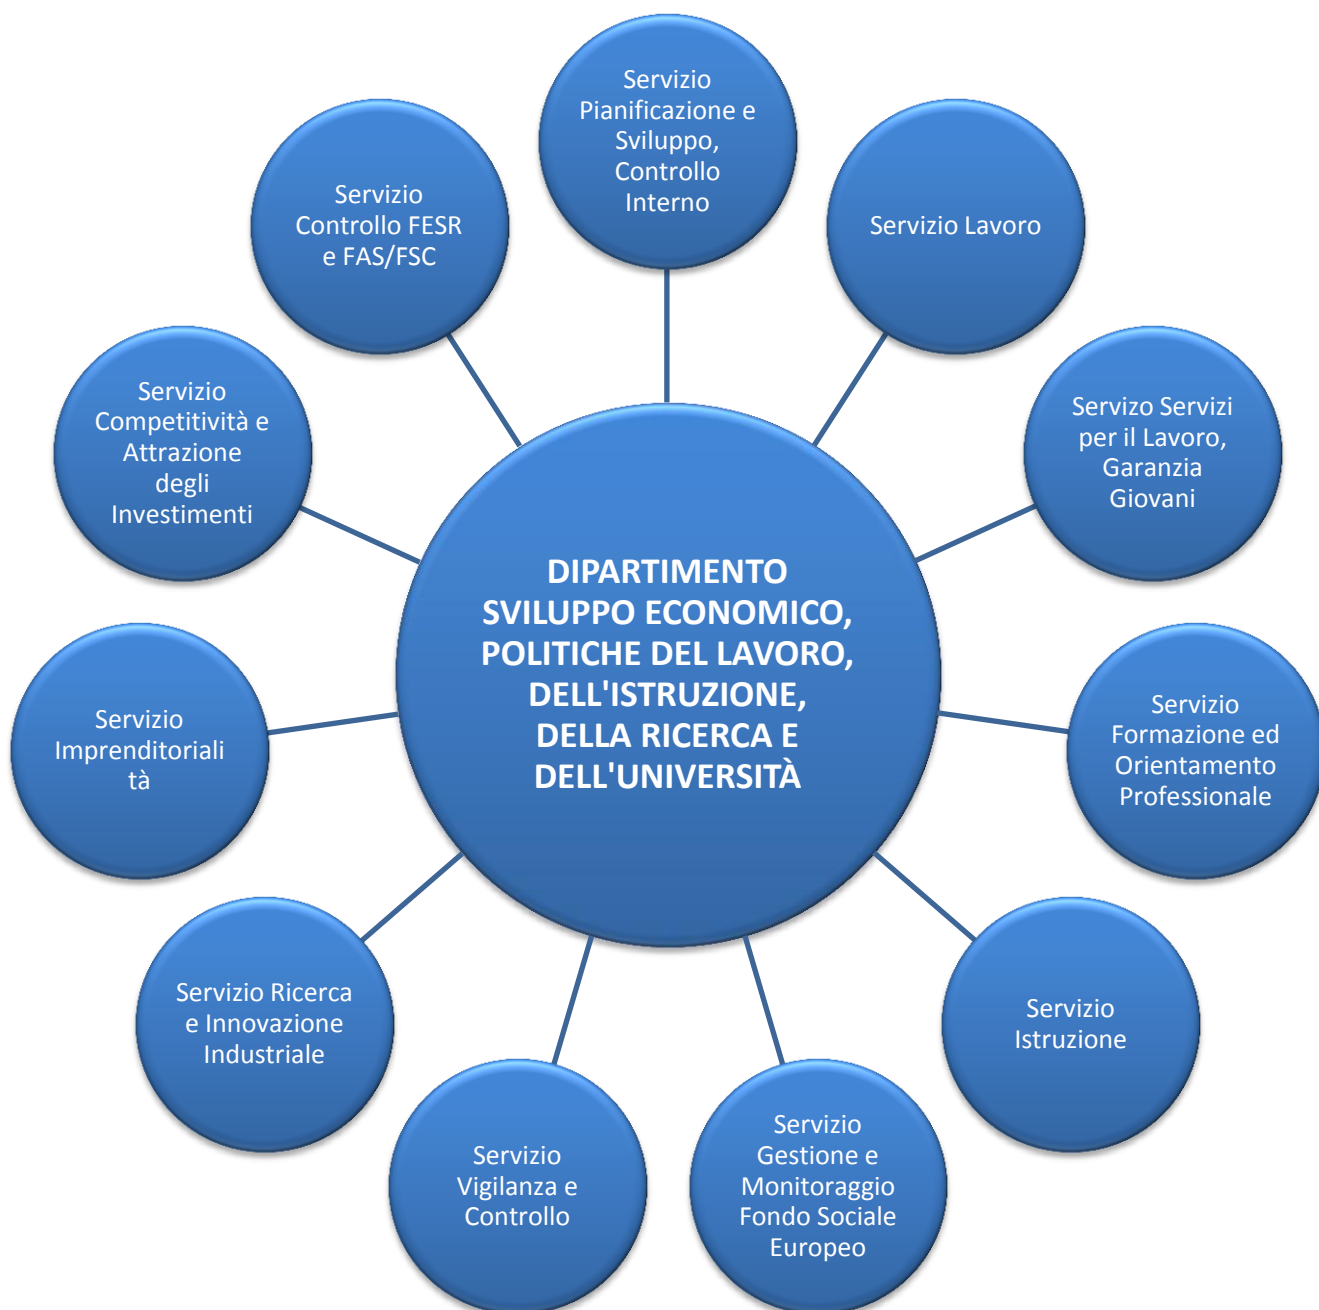 Servizio
Pianificazione e
Sviluppo,
Controllo
Interno
Servizio Lavoro
Servizo Servizi
per il Lavoro,
Garanzia
Giovani
Servizio
Formazione ed
Orientamento
Professionale
Servizio
Istruzione
Servizio
Gestione e
Monitoraggio
Fondo Sociale
Europeo
Servizio
Vigilanza e
Controllo
Servizio Ricerca
e Innovazione
Industriale
Servizio
Imprenditoriali
tà
Servizio
Competitività e
Attrazione
degli
Investimenti
Servizio
Controllo FESR
e FAS/FSC
DIPARTIMENTO
SVILUPPO ECONOMICO,
POLITICHE DEL LAVORO,
DELL'ISTRUZIONE,
DELLA RICERCA E
DELL'UNIVERSITÀ